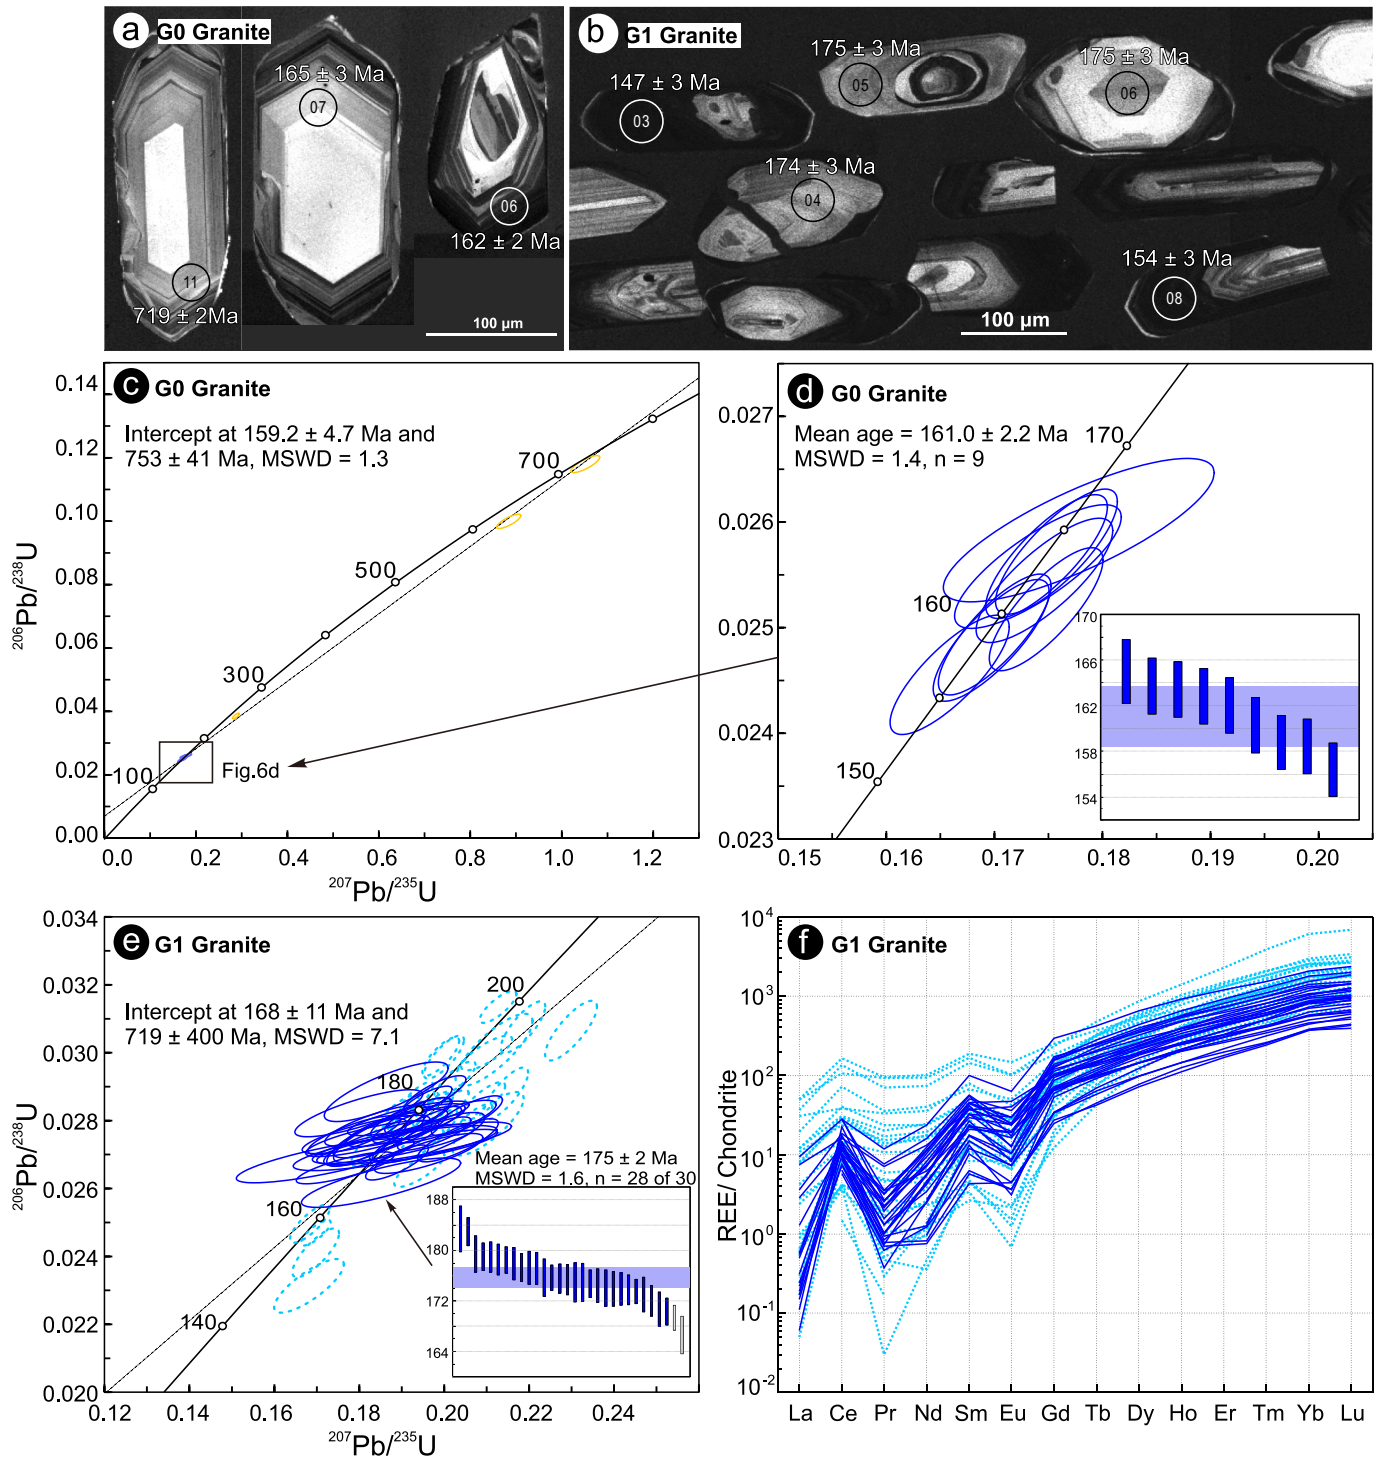 a G0 Granite
165 ± 3 Ma
07
11
719 ± 2Ma
06
162 ± 2 Ma
100 µm
b G1 Granite
147 ± 3 Ma
03
175 ± 3 Ma
05
175 ± 3 Ma
06
174 ± 3 Ma
04
154 ± 3 Ma
08
100 µm
c G0 Granite
Intercept at 159.2 ± 4.7 Ma and
753 ± 41 Ma, MSWD = 1.3
0.14
0.12
0.10
0.08
0.06
0.04
0.02
0.00
206Pb/238U
700
500
300
100
Fig.6d
0.0 0.2 0.4 0.6 0.8 1.0 1.2
207Pb/235U
d G0 Granite
Mean age = 161.0 ± 2.2 Ma
MSWD = 1.4, n = 9
0.027
0.026
0.025
0.024
0.023
170
160
150
170
166
162
158
154
0.15 0.16 0.17 0.18 0.19 0.20
e G1 Granite
Intercept at 168 ± 11 Ma and
719 ± 400 Ma, MSWD = 7.1
0.034
0.032
0.030
0.028
0.026
0.024
0.022
0.020
206Pb/238U
200
180
160
140
Mean age = 175 ± 2 Ma
MSWD = 1.6, n = 28 of 30
188
180
172
164
0.12 0.14 0.16 0.18 0.20 0.22 0.24
207Pb/235U
f G1 Granite
10^4
10^3
10^2
10^1
10^0
10^-1
10^-2
REE/ Chondrite
La Ce Pr Nd Sm Eu Gd Tb Dy Ho Er Tm Yb Lu